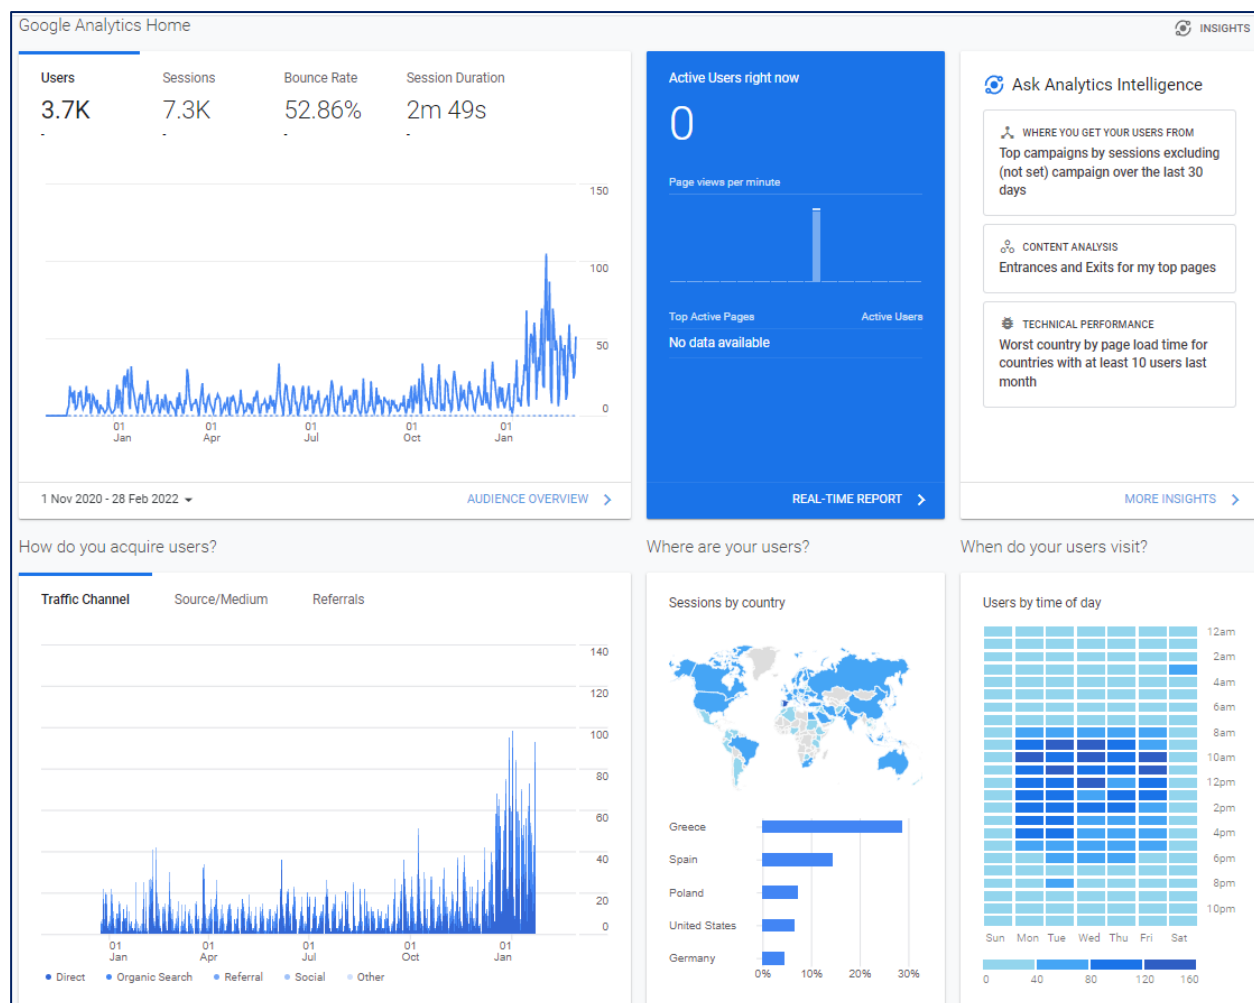 Google Analytics Home
INSIGHTS
Users
Sessions
Bounce Rate
Session Duration
3.7K
7.3K
52.86%
2m 49s
-
-
-
-
150
100
50
0
01 Jan
01 Apr
01 Jul
01 Oct
01 Jan
1 Nov 2020 - 28 Feb 2022
AUDIENCE OVERVIEW
Active Users right now
0
Page views per minute
Top Active Pages
Active Users
No data available
REAL-TIME REPORT
Ask Analytics Intelligence
WHERE YOU GET YOUR USERS FROM
Top campaigns by sessions excluding
(not set) campaign over the last 30
days
CONTENT ANALYSIS
Entrances and Exits for my top pages
TECHNICAL PERFORMANCE
Worst country by page load time for
countries with at least 10 users last
month
MORE INSIGHTS
How do you acquire users?
Traffic Channel
Source/Medium
Referrals
140
120
100
80
60
40
20
0
01 Jan
01 Apr
01 Jul
01 Oct
01 Jan
Direct
Organic Search
Referral
Social
Other
Where are your users?
Sessions by country
Greece
Spain
Poland
United States
Germany
0%
10%
20%
30%
When do your users visit?
Users by time of day
12am
2am
4am
6am
8am
10am
12pm
2pm
4pm
6pm
8pm
10pm
Sun
Mon
Tue
Wed
Thu
Fri
Sat
0
40
80
120
160